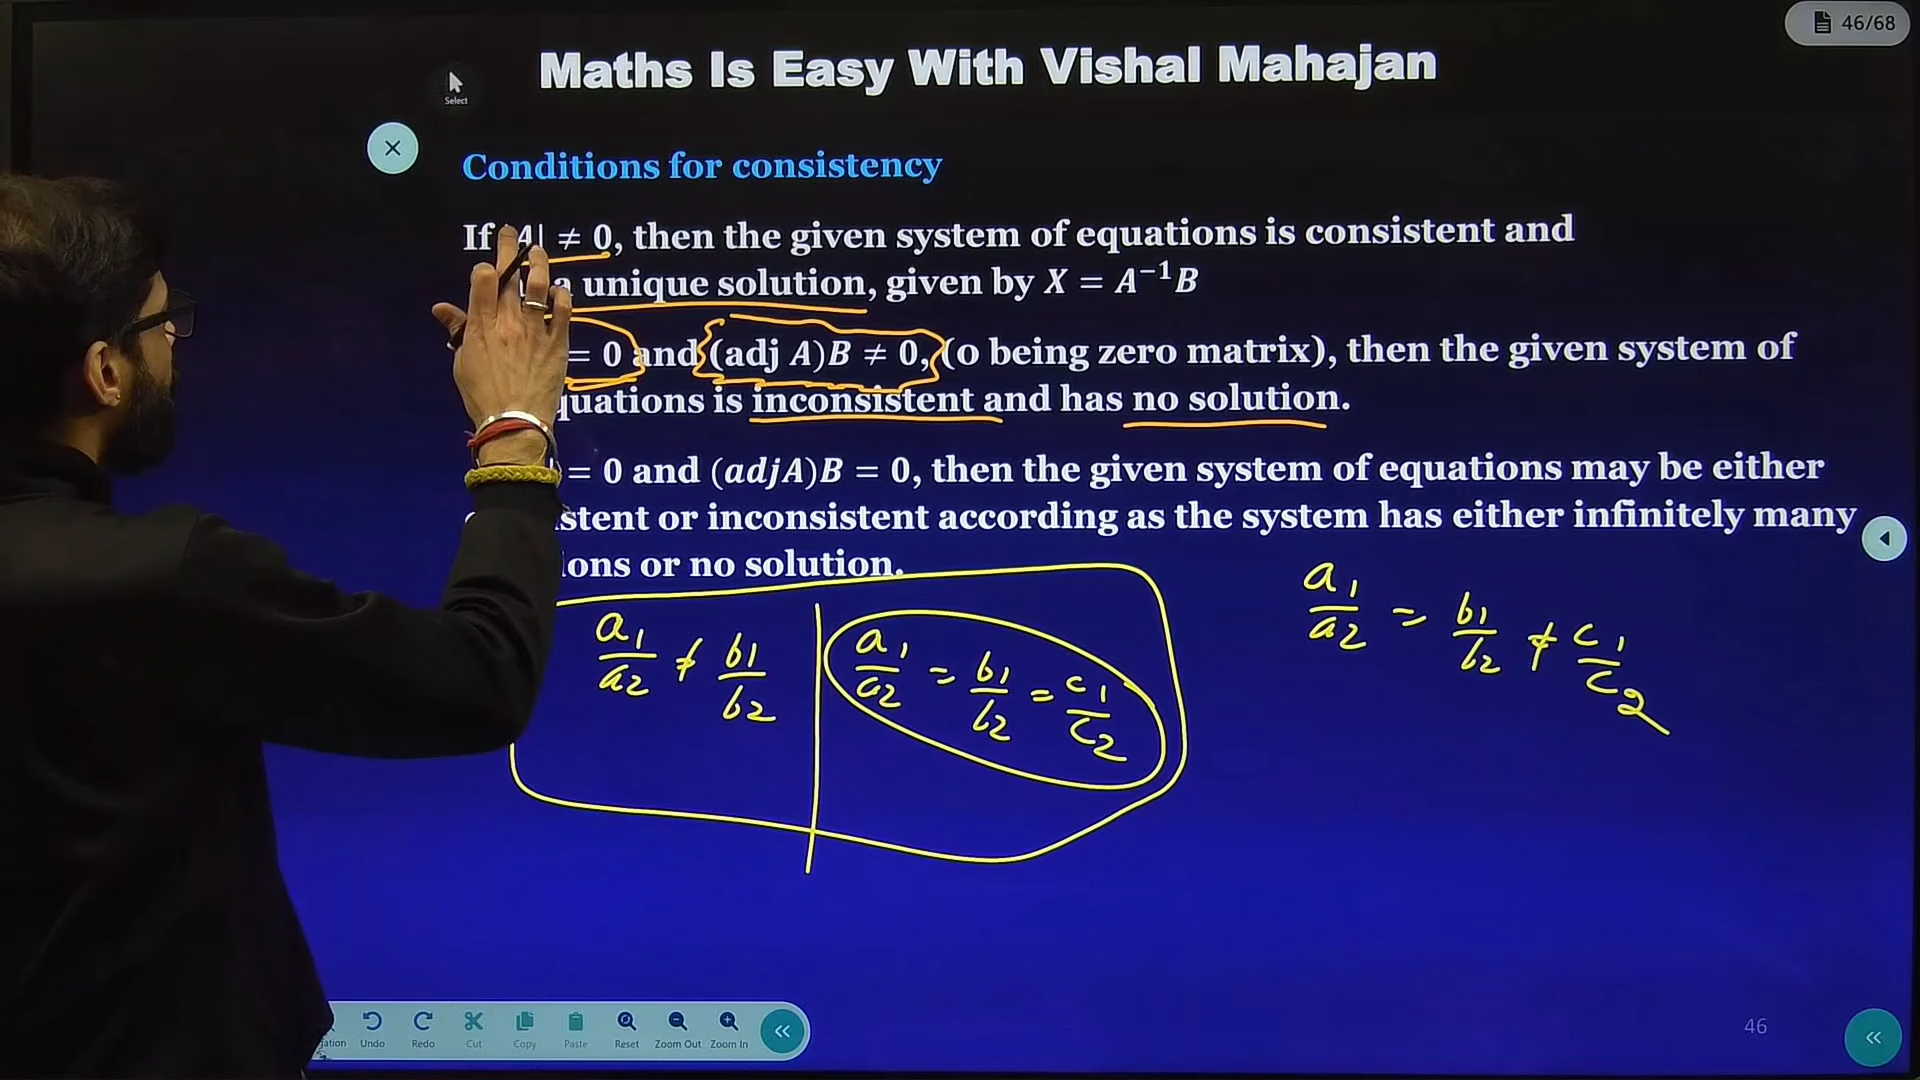 46/68
Maths Is Easy With Vishal Mahajan
Select
Conditions for consistency
If A| ≠ 0, then the given system of equations is consistent and
a unique solution, given by X = A⁻¹B
= 0 and (adj A)B ≠ 0, (o being zero matrix), then the given system of
quations is inconsistent and has no solution.
= 0 and (adjA)B = 0, then the given system of equations may be either
stent or inconsistent according as the system has either infinitely many
ions or no solution.
a1/a2 ≠ b1/b2
a1/a2 = b1/b2 = c1/c2
a1/a2 = b1/b2 ≠ c1/c2
Undo Redo Cut Copy Paste Reset Zoom Out Zoom In
46